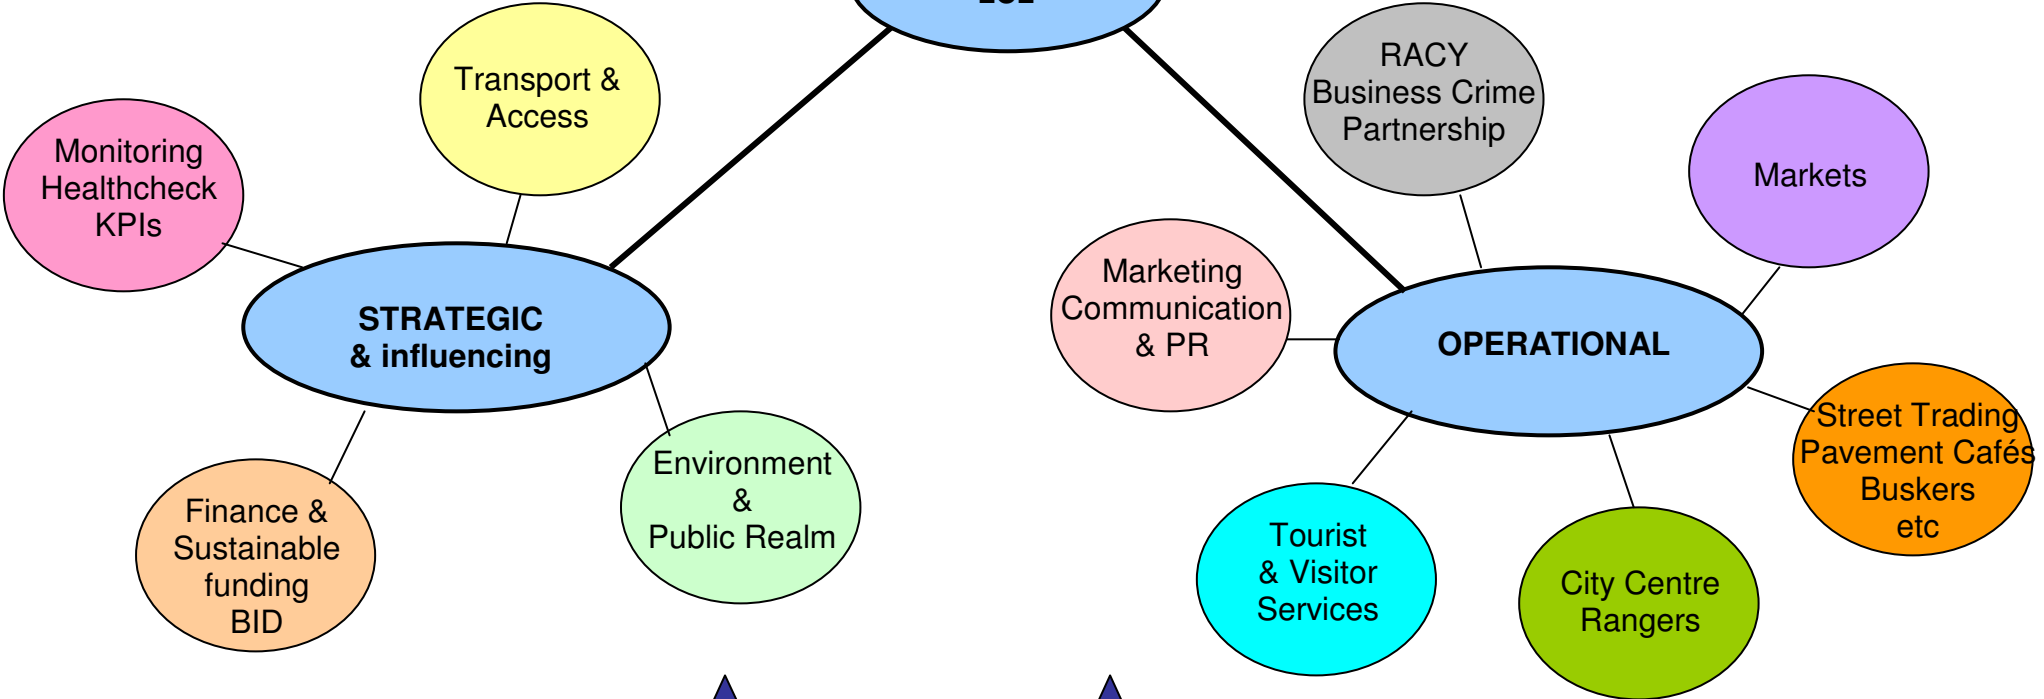 Transport &
Access
Monitoring
Healthcheck
KPIs
STRATEGIC
& influencing
Finance &
Sustainable
funding
BID
Environment
&
Public Realm
RACY
Business Crime
Partnership
Markets
Marketing
Communication
& PR
OPERATIONAL
Street Trading
Pavement Cafés
Buskers
etc
Tourist
& Visitor
Services
City Centre
Rangers